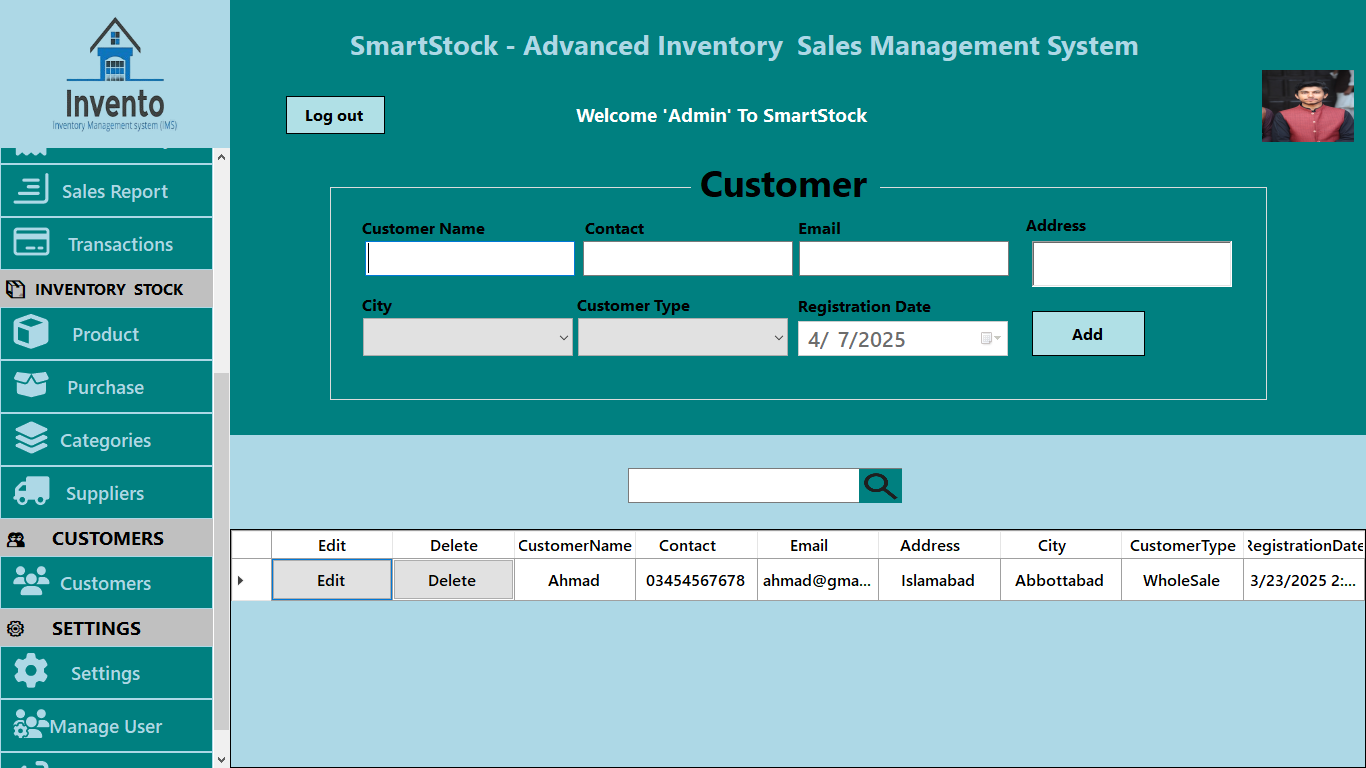 Invento
Inventory Management system (IMS)
Sales Report
Transactions
INVENTORY STOCK
Product
Purchase
Categories
Suppliers
CUSTOMERS
Customers
SETTINGS
Settings
Manage User
SmartStock - Advanced Inventory Sales Management System
Log out
Welcome 'Admin' To SmartStock
Customer
Customer Name Contact Email Address
City Customer Type Registration Date
4/ 7/2025
Add
Edit Delete CustomerName Contact Email Address City CustomerType RegistrationDate
Edit Delete Ahmad 03454567678 ahmad@gma... Islamabad Abbottabad WholeSale 3/23/2025 2:...